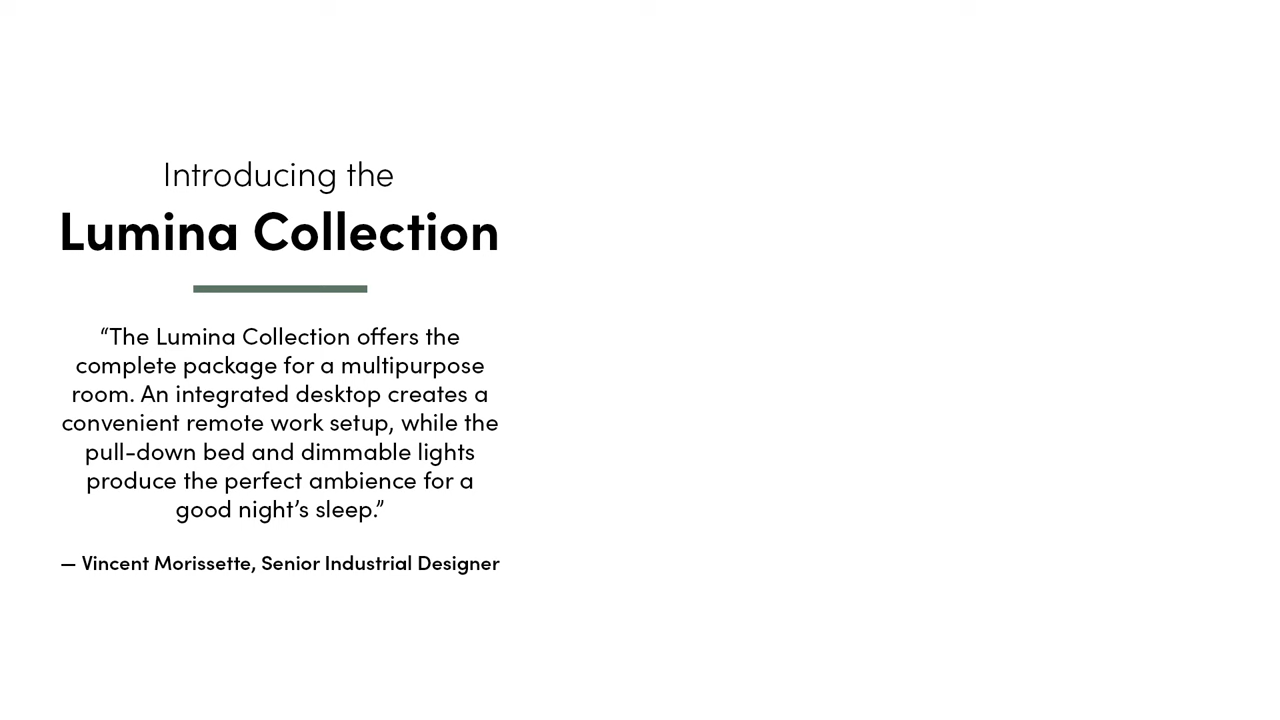 Introducing the
Lumina Collection
“The Lumina Collection offers the
complete package for a multipurpose
room. An integrated desktop creates a
convenient remote work setup, while the
pull-down bed and dimmable lights
produce the perfect ambience for a
good night’s sleep.”
— Vincent Morissette, Senior Industrial Designer